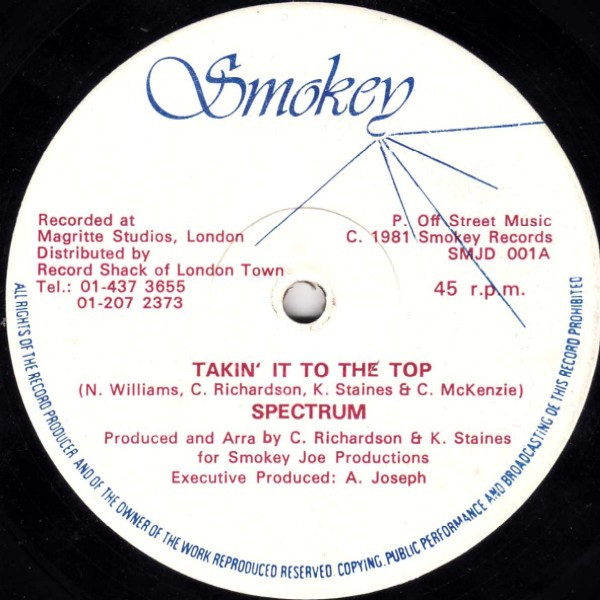 Smokey
Recorded at
Magritte Studios, London
Distributed by
Record Shack of London Town
Tel.: 01-437 3655
01-207 2373
P. Off Street Music
C. 1981 Smokey Records
SMJD 001A
45 r.p.m.
TAKIN' IT TO THE TOP
(N. Williams, C. Richardson, K. Staines & C. McKenzie)
SPECTRUM
Produced and Arra by C. Richardson & K. Staines
for Smokey Joe Productions
Executive Produced: A. Joseph
ALL RIGHTS OF THE RECORD PRODUCER AND OF THE OWNER OF THE WORK REPRODUCED RESERVED. COPYING, PUBLIC PERFORMANCE AND BROADCASTING OE THIS RECORD PROHIBITED